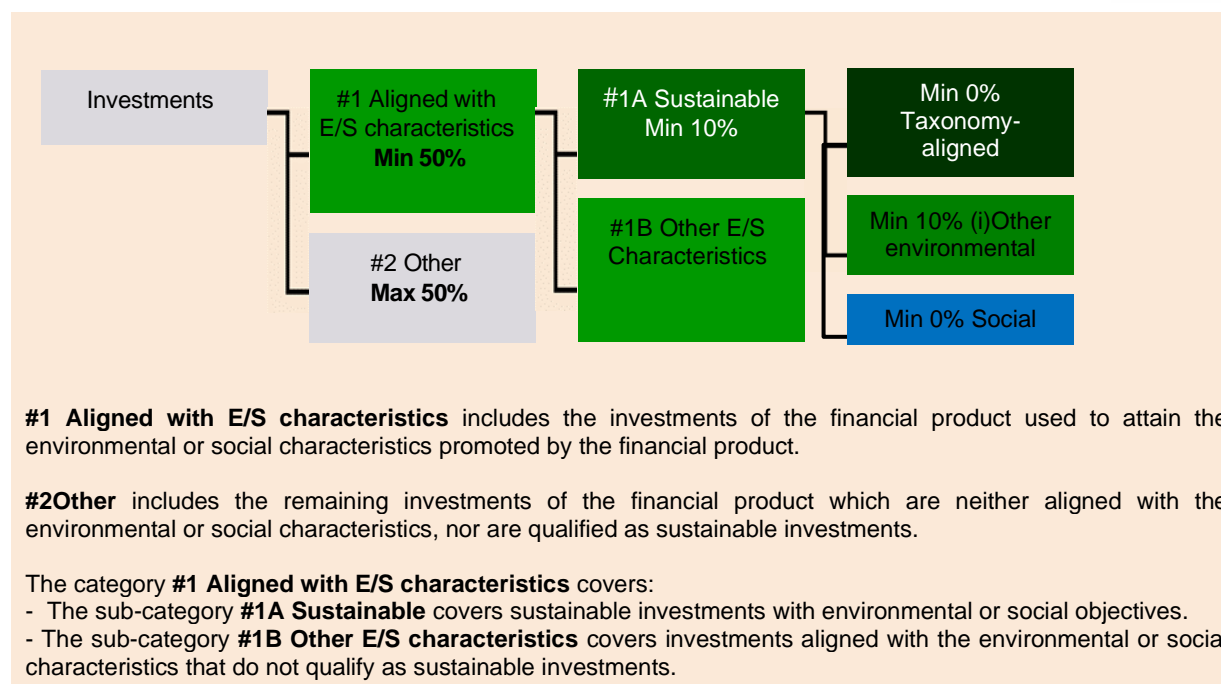 Investments
#1 Aligned with
E/S characteristics
Min 50%
#2 Other
Max 50%
#1A Sustainable
Min 10%
#1B Other E/S
Characteristics
Min 0%
Taxonomy-
aligned
Min 10% (i)Other
environmental
Min 0% Social
#1 Aligned with E/S characteristics includes the investments of the financial product used to attain the
environmental or social characteristics promoted by the financial product.
#2Other includes the remaining investments of the financial product which are neither aligned with the
environmental or social characteristics, nor are qualified as sustainable investments.
The category #1 Aligned with E/S characteristics covers:
- The sub-category #1A Sustainable covers sustainable investments with environmental or social objectives.
- The sub-category #1B Other E/S characteristics covers investments aligned with the environmental or social
characteristics that do not qualify as sustainable investments.